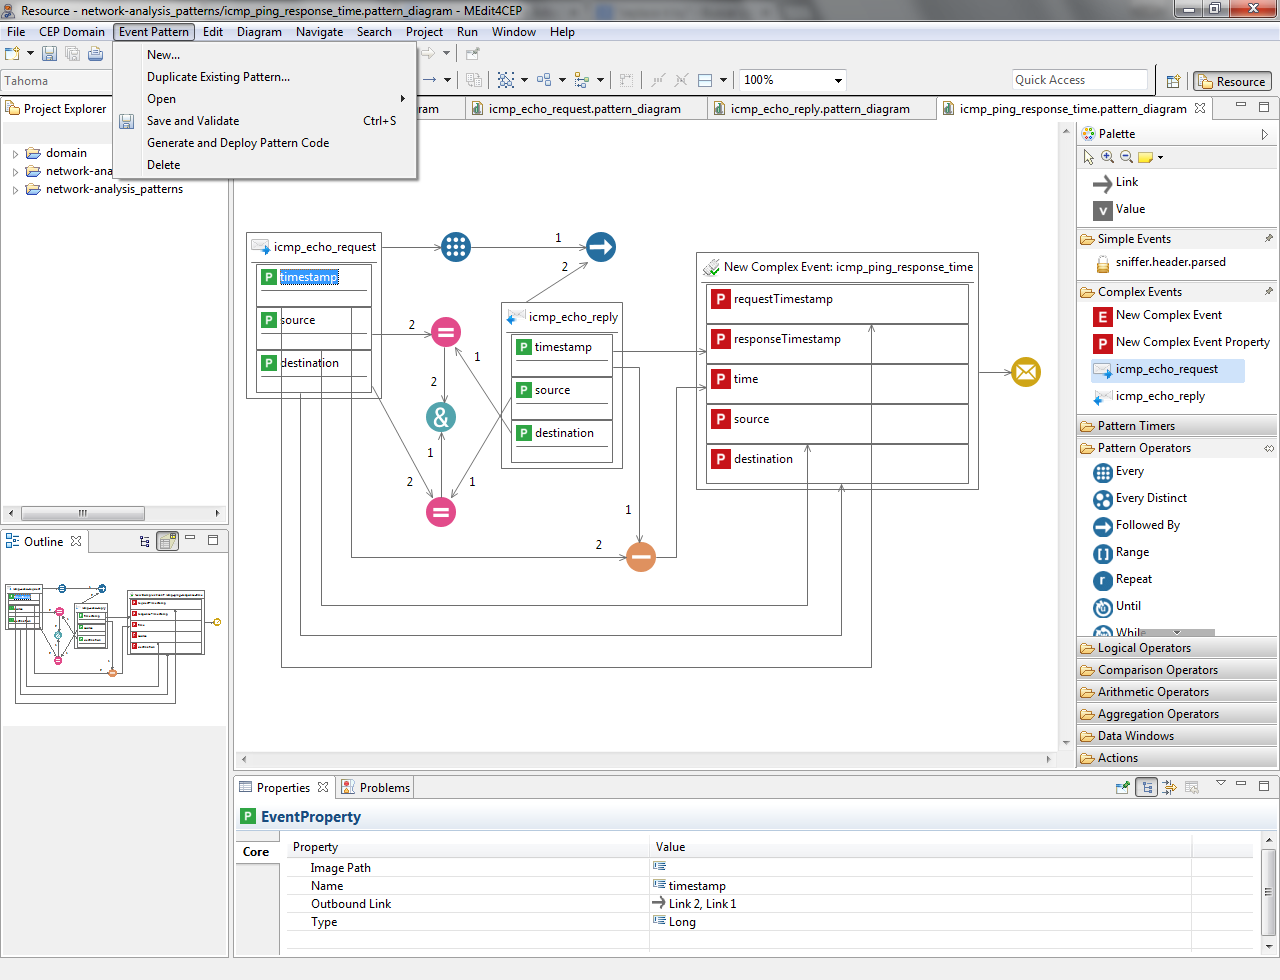 Resource - network-analysis_patterns/icmp_ping_response_time.pattern_diagram - MEdit4CEP
File CEP Domain Event Pattern Edit Diagram Navigate Search Project Run Window Help
New...
Duplicate Existing Pattern...
Open
Save and Validate Ctrl+S
Generate and Deploy Pattern Code
Delete
Tahoma
100%
Quick Access
Resource
Project Explorer
domain
network-ana
network-analysis_patterns
ram
icmp_echo_request.pattern_diagram
icmp_echo_reply.pattern_diagram
icmp_ping_response_time.pattern_diagram
icmp_echo_request
P timestamp
P source
P destination
1
2
icmp_echo_reply
P timestamp
P source
P destination
2
1
2
&
1
2
1
1
2
New Complex Event: icmp_ping_response_time
P requestTimestamp
P responseTimestamp
P time
P source
P destination
Palette
Link
V Value
Simple Events
sniffer.header.parsed
Complex Events
E New Complex Event
P New Complex Event Property
icmp_echo_request
icmp_echo_reply
Pattern Timers
Pattern Operators
Every
Every Distinct
Followed By
Range
r Repeat
Until
While
Logical Operators
Comparison Operators
Arithmetic Operators
Aggregation Operators
Data Windows
Actions
Outline
Properties
Problems
P EventProperty
Core
Property Value
Image Path
Name timestamp
Outbound Link Link 2, Link 1
Type Long